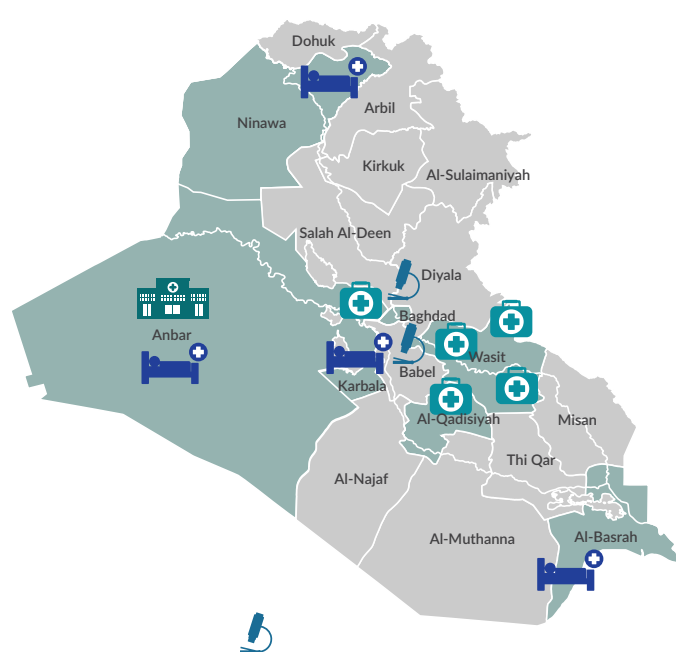 Dohuk
Arbil
Ninawa
Kirkuk
Al-Sulaimaniyah
Salah Al-Deen
Diyala
Baghdad
Anbar
Wasit
Babel
Karbala
Al-Qadisiyah
Misan
Thi Qar
Al-Najaf
Al-Muthanna
Al-Basrah